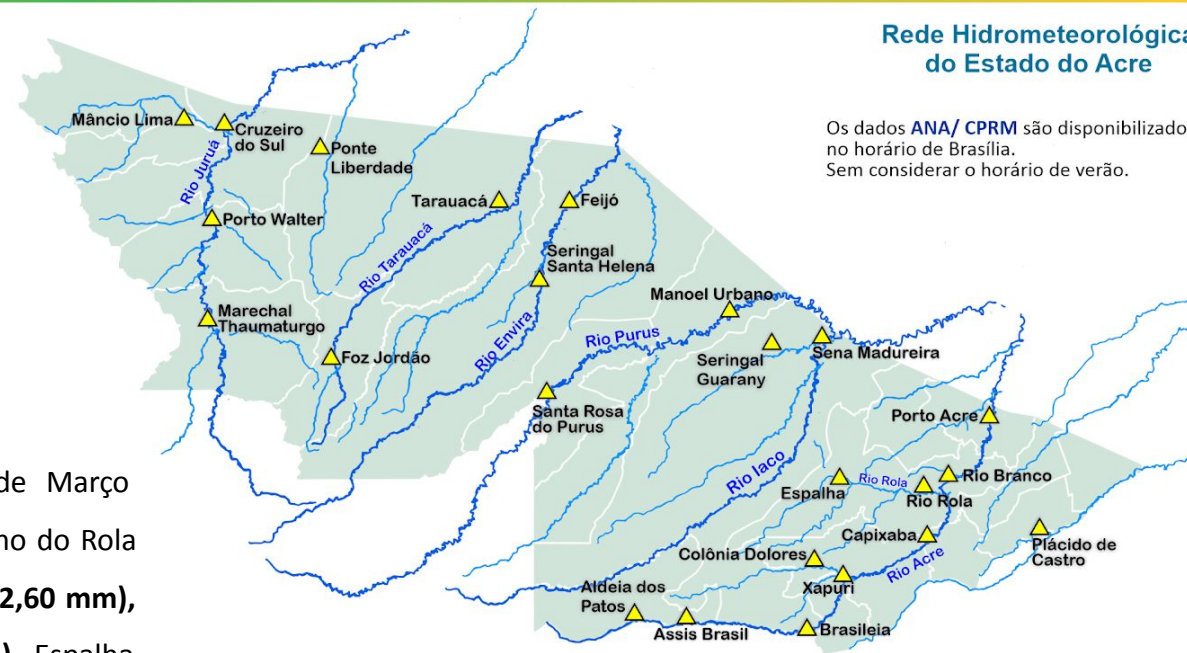 Rede Hidrometeorológica
do Estado do Acre
Os dados ANA/ CPRM são disponibilizado
no horário de Brasília.
Sem considerar o horário de verão.
Mâncio Lima
Cruzeiro
do Sul
Ponte
Liberdade
Rio Juruá
Porto Walter
Tarauacá
Feijó
Rio Tarauacá
Seringal
Santa Helena
Marechal
Thaumaturgo
Foz Jordão
Rio Envira
Manoel Urbano
Rio Purus
Seringal
Guarany
Sena Madureira
Santa Rosa
do Purus
Porto Acre
Rio Iaco
Espalha
Rio Rola
Rio Rola
Rio Branco
Capixaba
Plácido de
Castro
Colônia Dolores
Xapuri
Rio Acre
Aldeia dos
Patos
Assis Brasil
Brasileia
de Março
do Rola
2,60 mm),
Espalha